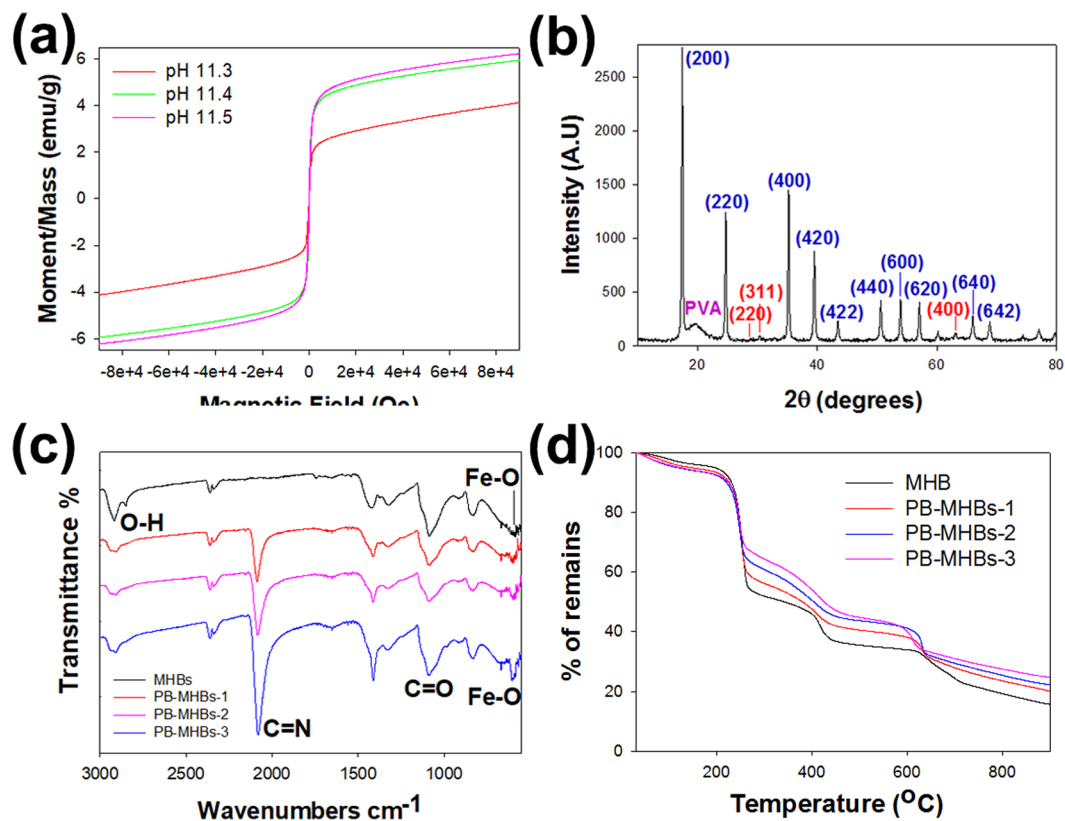 (a)
pH 11.3
pH 11.4
pH 11.5
Moment/Mass (emu/g)
6
4
2
0
-2
-4
-6
-8e+4
-6e+4
-4e+4
-2e+4
0
2e+4
4e+4
6e+4
8e+4
Magnetic Field (Oe)
(b)
Intensity (A.U)
2500
2000
1500
1000
500
0
(200)
(220)
PVA
(220)
(311)
(400)
(420)
(422)
(440)
(600)
(620)
(400)
(640)
(642)
20
40
60
80
2θ (degrees)
(c)
Transmittance %
O-H
Fe-O
C=N
C=O
Fe-O
MHBs
PB-MHBs-1
PB-MHBs-2
PB-MHBs-3
3000
2500
2000
1500
1000
Wavenumbers cm-1
(d)
% of remains
100
80
60
40
20
0
MHB
PB-MHBs-1
PB-MHBs-2
PB-MHBs-3
200
400
600
800
Temperature (OC)